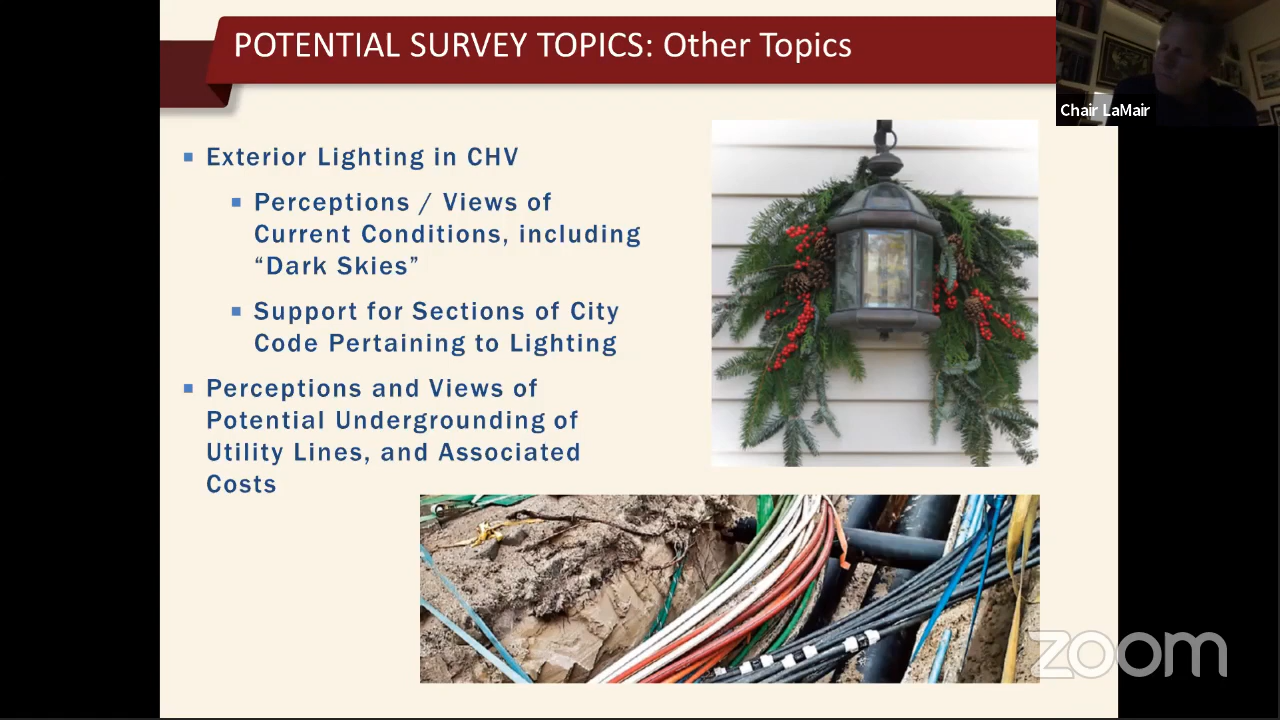 POTENTIAL SURVEY TOPICS: Other Topics
Chair LaMair
Exterior Lighting in CHV
Perceptions / Views of
Current Conditions, including
“Dark Skies”
Support for Sections of City
Code Pertaining to Lighting
Perceptions and Views of
Potential Undergrounding of
Utility Lines, and Associated
Costs
zoom